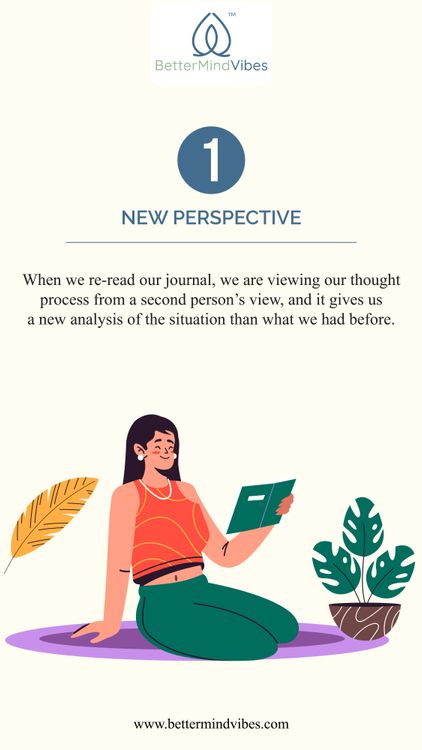 TM
BetterMindVibes
1
NEW PERSPECTIVE
When we re-read our journal, we are viewing our thought
process from a second person’s view, and it gives us
a new analysis of the situation than what we had before.
www.bettermindvibes.com